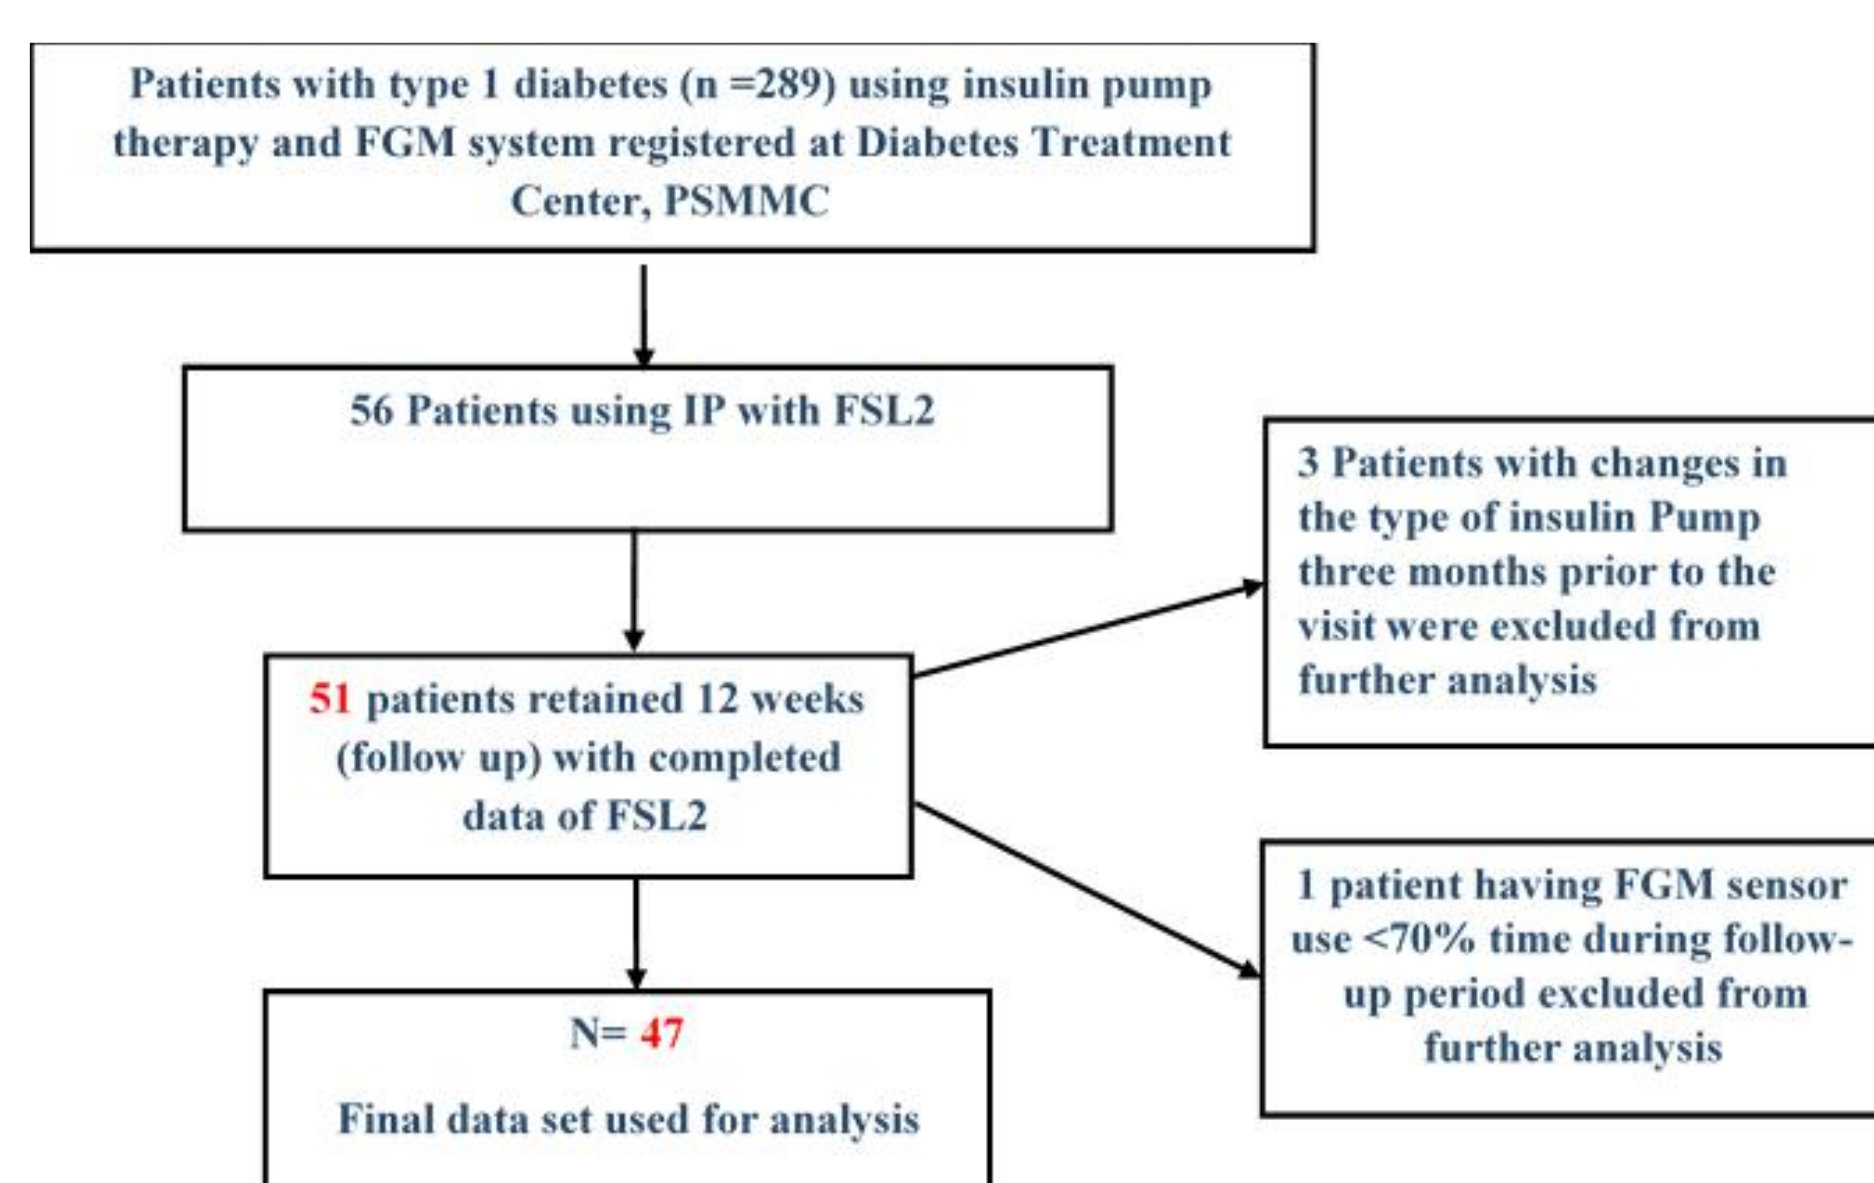 Patients with type 1 diabetes (n =289) using insulin pump
therapy and FGM system registered at Diabetes Treatment
Center, PSMMC
56 Patients using IP with FSL2
3 Patients with changes in
the type of insulin Pump
three months prior to the
visit were excluded from
further analysis
51 patients retained 12 weeks
(follow up) with completed
data of FSL2
1 patient having FGM sensor
use <70% time during follow-
up period excluded from
further analysis
N= 47
Final data set used for analysis